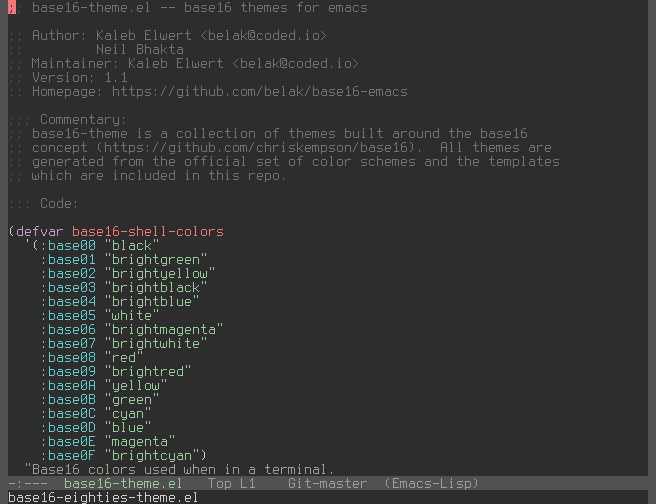 ;; base16-theme.el -- base16 themes for emacs
;; Author: Kaleb Elwert <belak@coded.io>
;;         Neil Bhakta
;; Maintainer: Kaleb Elwert <belak@coded.io>
;; Version: 1.1
;; Homepage: https://github.com/belak/base16-emacs
;;; Commentary:
;; base16-theme is a collection of themes built around the base16
;; concept (https://github.com/chriskempson/base16).  All themes are
;; generated from the official set of color schemes and the templates
;; which are included in this repo.
;;; Code:
(defvar base16-shell-colors
  '(:base00 "black"
    :base01 "brightgreen"
    :base02 "brightyellow"
    :base03 "brightblack"
    :base04 "brightblue"
    :base05 "white"
    :base06 "brightmagenta"
    :base07 "brightwhite"
    :base08 "red"
    :base09 "brightred"
    :base0A "yellow"
    :base0B "green"
    :base0C "cyan"
    :base0D "blue"
    :base0E "magenta"
    :base0F "brightcyan")
  "Base16 colors used when in a terminal.
-:---  base16-theme.el   Top L1    Git-master  (Emacs-Lisp)
base16-eighties-theme.el